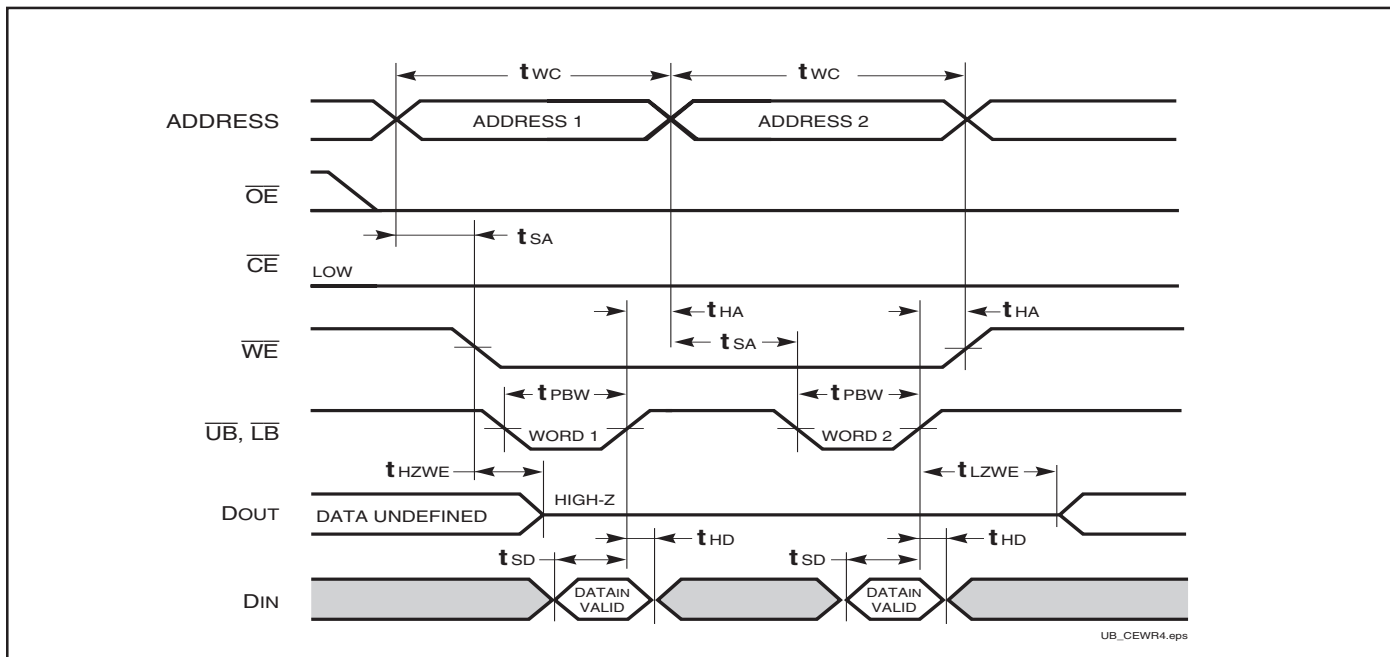 tWC tWC
ADDRESS ADDRESS 1 ADDRESS 2
OE
tSA
CE LOW
tHA tHA
WE tSA
tPBW tPBW
UB, LB WORD 1 WORD 2
tHZWE tLZWE
HIGH-Z
DOUT DATA UNDEFINED
tHD tHD
tSD tSD
DIN DATAIN VALID DATAIN VALID
UB_CEWR4.eps